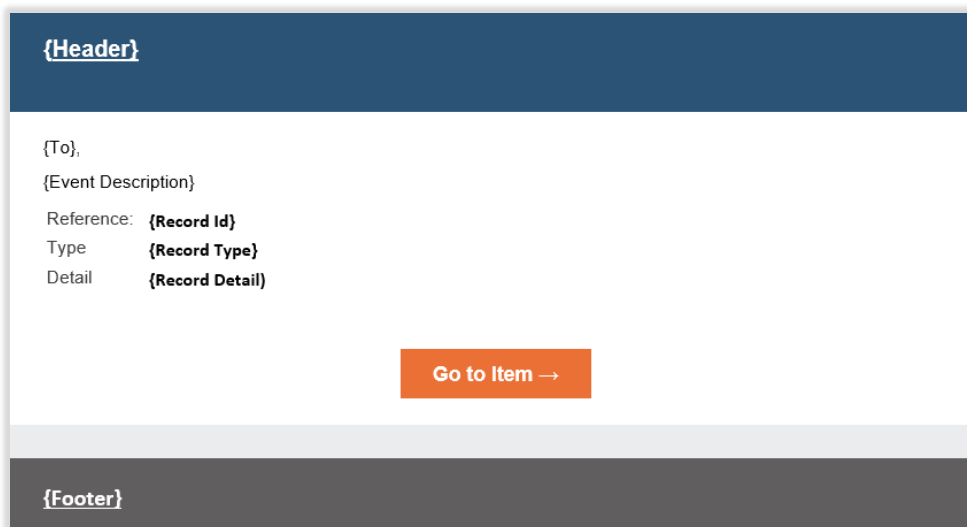 {Header}
{To},
{Event Description}
Reference: {Record Id}
Type {Record Type}
Detail {Record Detail)
Go to Item →
{Footer}